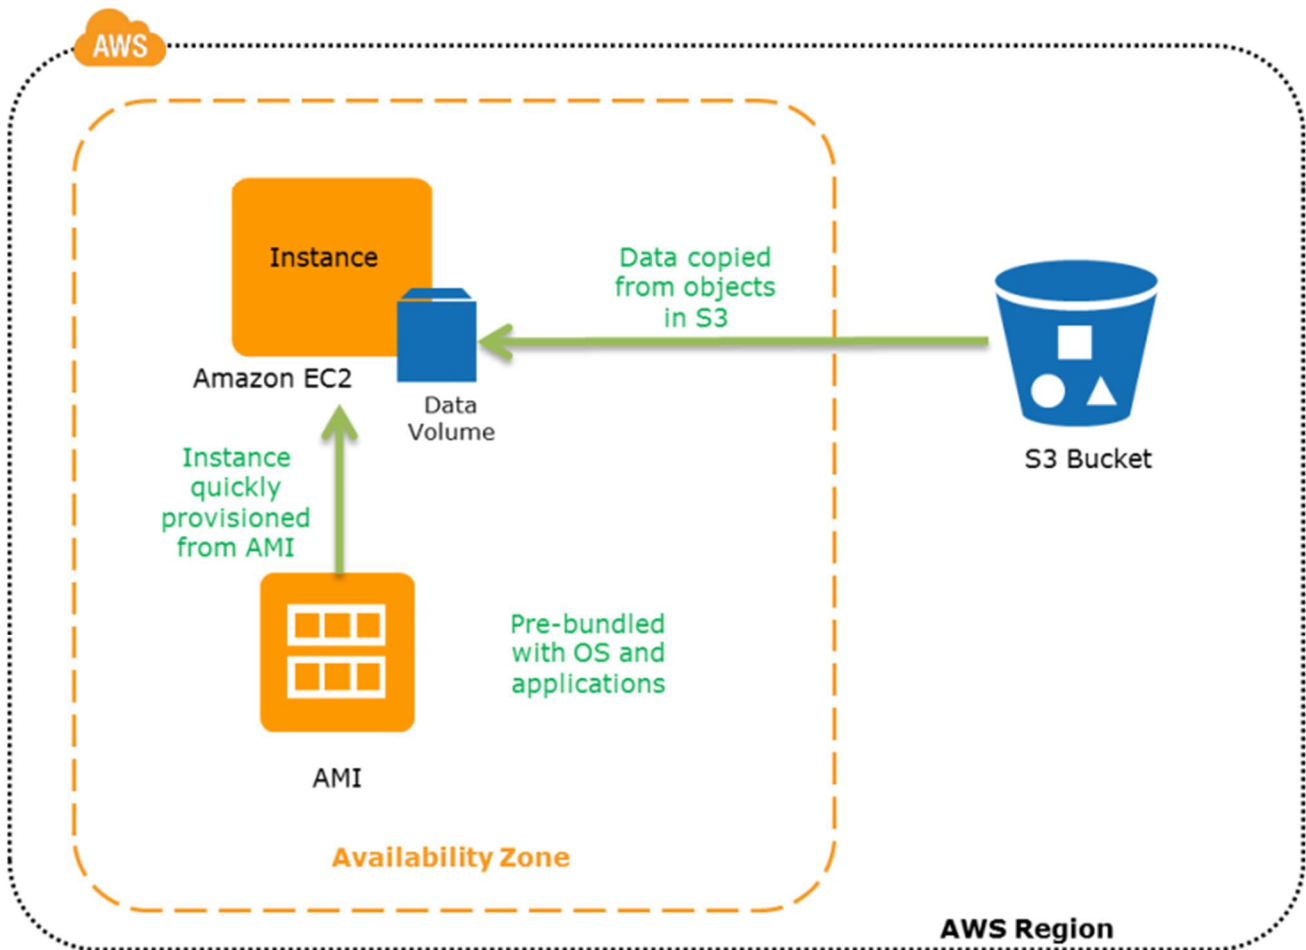 AWS
Instance
Amazon EC2
Data
Volume
Data copied
from objects
in S3
S3 Bucket
Instance
quickly
provisioned
from AMI
Pre-bundled
with OS and
applications
AMI
Availability Zone
AWS Region